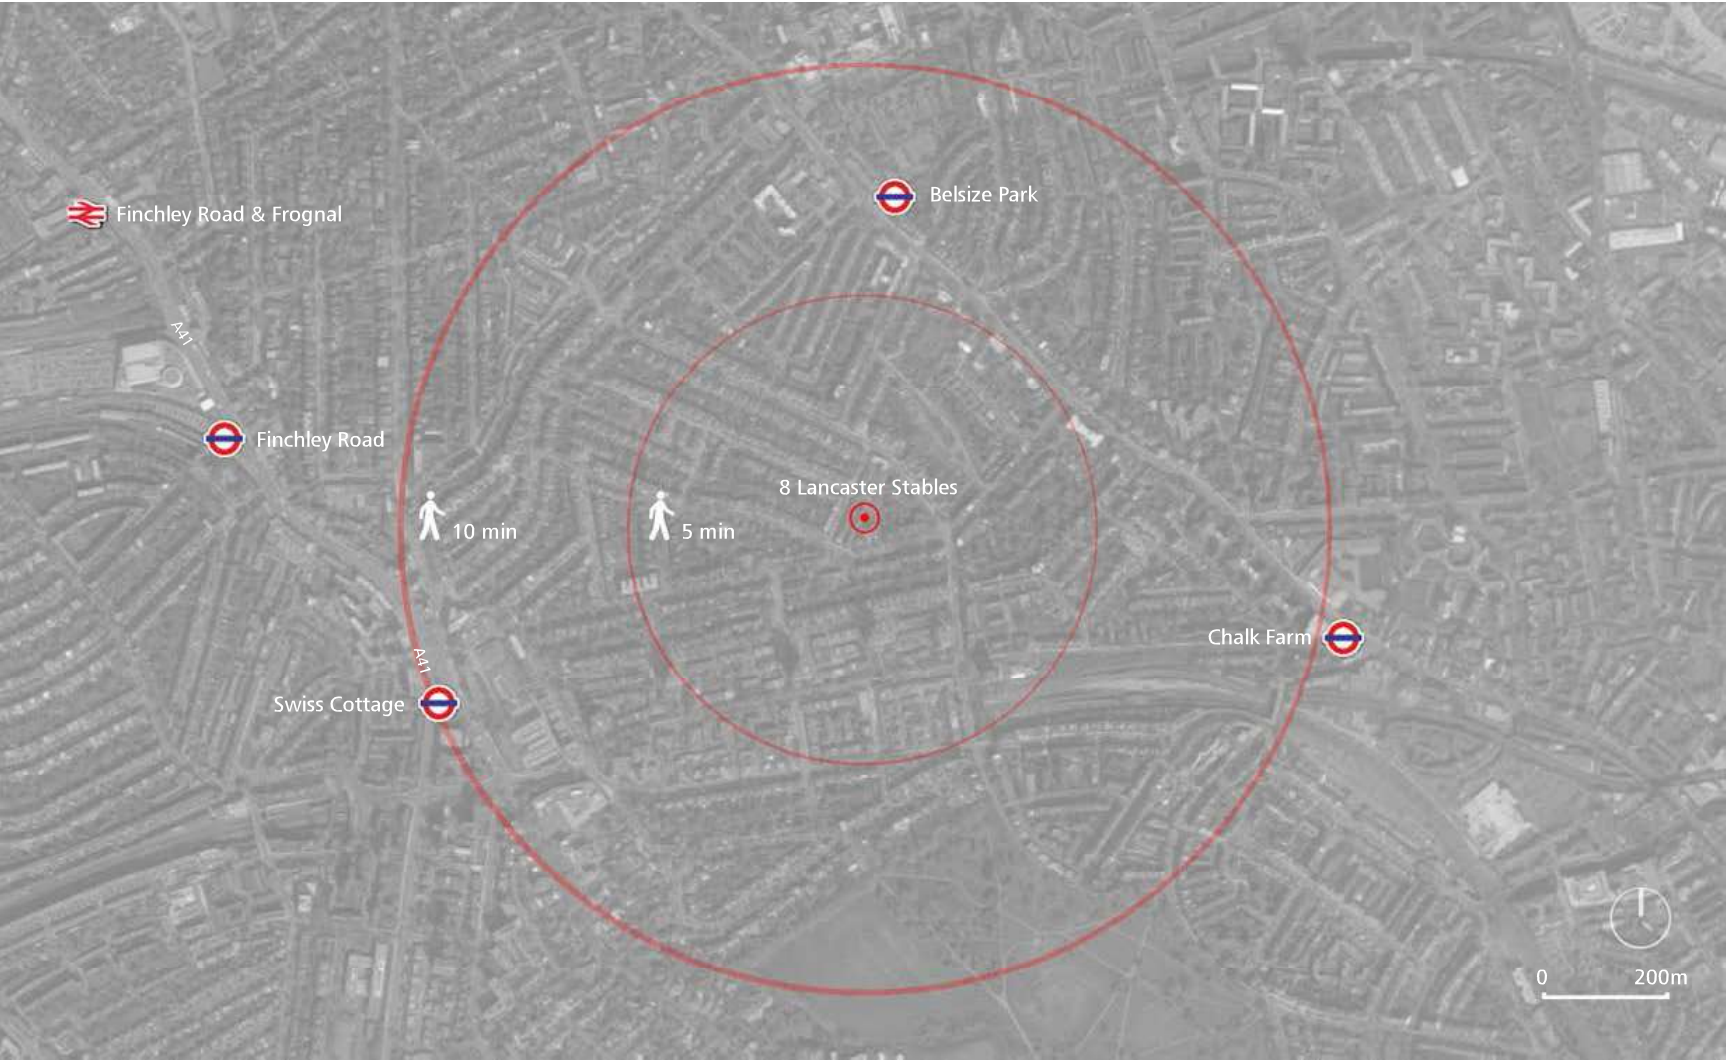 Belsize Park
Finchley Road & Frognal
A41
Finchley Road
8 Lancaster Stables
10 min
5 min
Chalk Farm
A41
Swiss Cottage
0 200m